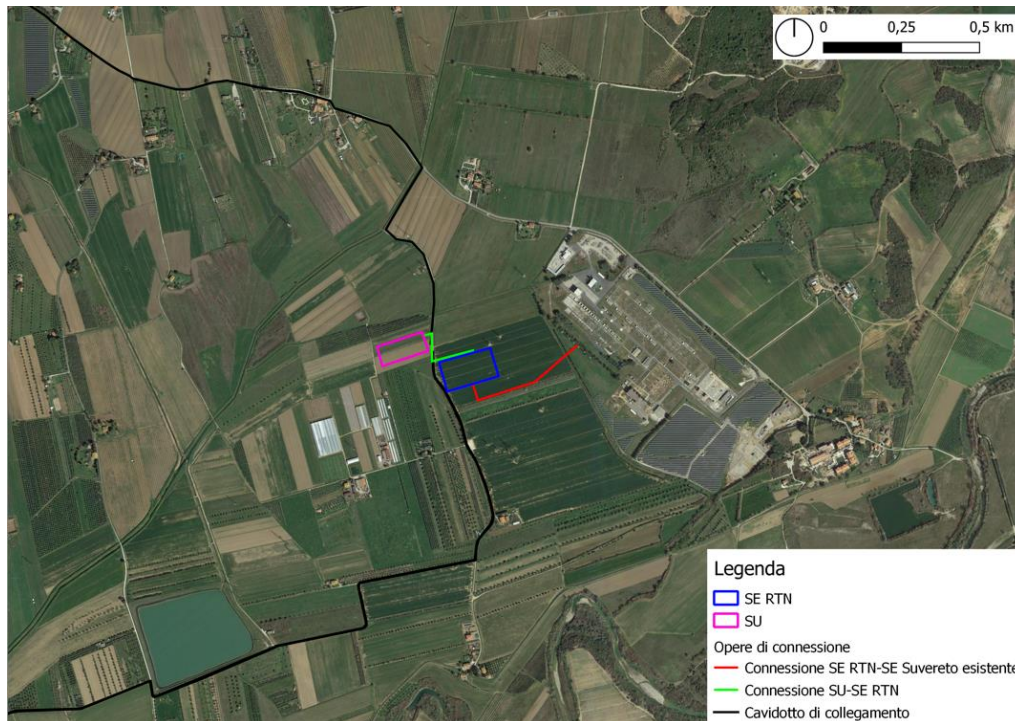 0 0,25 0,5 km
Legenda
SE RTN
SU
Opere di connessione
Connessione SE RTN-SE Suvereto esistente
Connessione SU-SE RTN
Cavidotto di collegamento